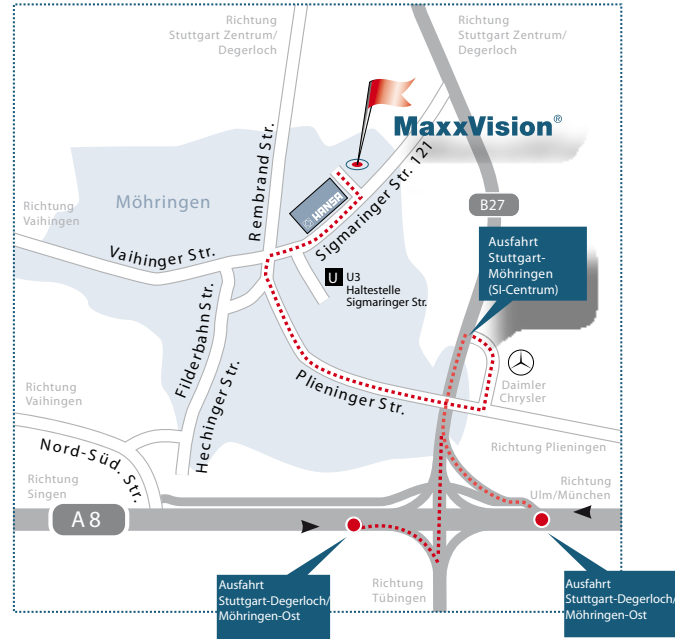 Richtung
Stuttgart Zentrum/
Degerloch
Richtung
Stuttgart Zentrum/
Degerloch
MaxxVision®
Rembrand Str.
Sigmaringer Str. 121
HANSA
Möhringen
Richtung
Vaihingen
B27
Vaihinger Str.
Ausfahrt
Stuttgart-
Möhringen
(SI-Centrum)
U
U3
Haltestelle
Sigmaringer Str.
Filderbahn Str.
Hechinger Str.
Plieninger Str.
Daimler
Chrysler
Richtung
Vaihingen
Nord-Süd. Str.
Richtung Plieningen
Richtung
Singen
Richtung
Ulm/München
A 8
Ausfahrt
Stuttgart-Degerloch/
Möhringen-Ost
Richtung
Tübingen
Ausfahrt
Stuttgart-Degerloch/
Möhringen-Ost